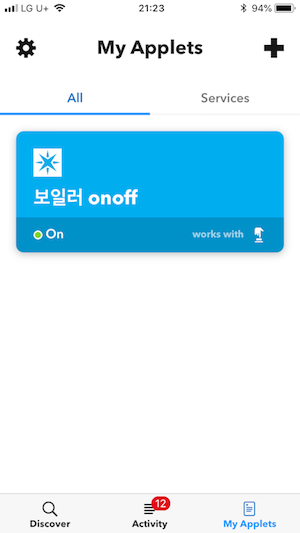 LG U+ 21:23 94%
My Applets
All Services
보일러 onoff
On works with
12
Discover Activity My Applets